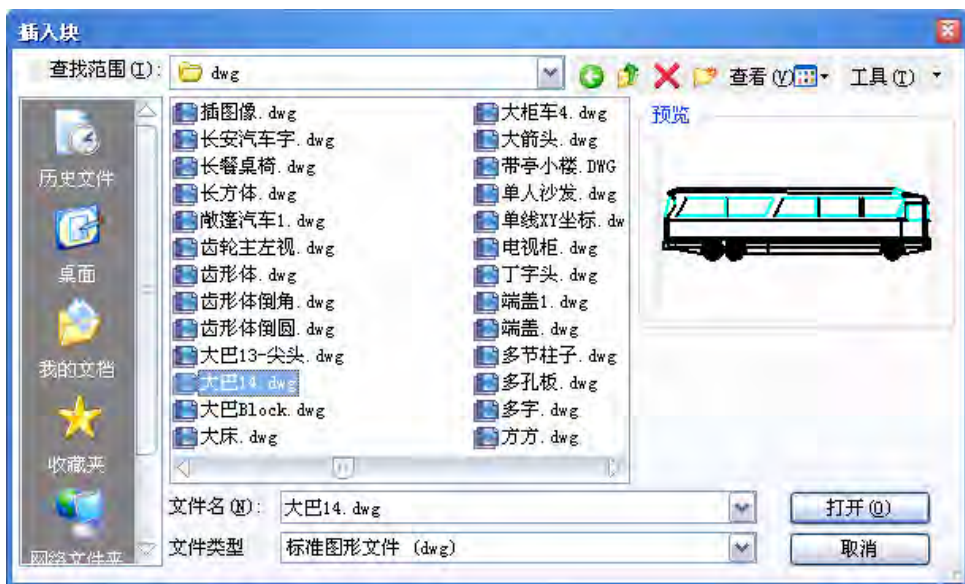 插入块
查找范围(I): dwg 查看(V) 工具(T)
历史文件
桌面
我的文档
收藏夹
网络文件夹
插图像.dwg
长安汽车字.dwg
长餐桌椅.dwg
长方体.dwg
敞篷汽车1.dwg
齿轮主左视.dwg
齿形体.dwg
齿形体倒角.dwg
齿形体倒圆.dwg
大巴13-尖头.dwg
大巴14.dwg
大巴Block.dwg
大床.dwg
大柜车4.dwg
大箭头.dwg
带亭小楼.DWG
单人沙发.dwg
单线XY坐标.dw
电视柜.dwg
丁字头.dwg
端盖1.dwg
端盖.dwg
多节柱子.dwg
多孔板.dwg
多字.dwg
方方.dwg
预览
文件名(N): 大巴14.dwg 打开(O)
文件类型 标准图形文件 (dwg) 取消